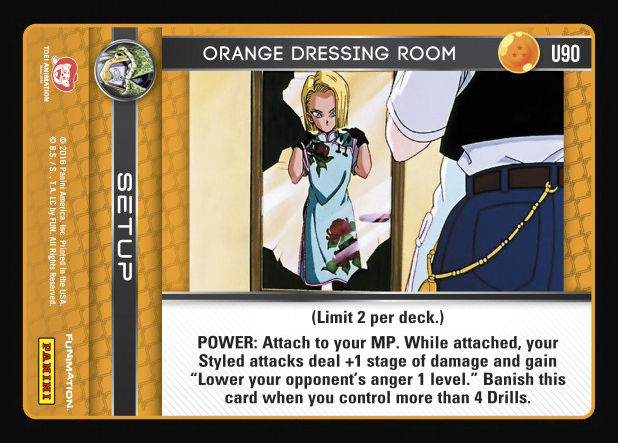 ORANGE DRESSING ROOM
U90
SETUP
(Limit 2 per deck.)
POWER: Attach to your MP. While attached, your
Styled attacks deal +1 stage of damage and gain
“Lower your opponent’s anger 1 level.” Banish this
card when you control more than 4 Drills.
TOEI ANIMATION
© 2016 Panini America, Inc. Printed in the USA.
© B.S. / S., T.A. LC by FUN. All Rights Reserved.
FUNIMATION
PANINI